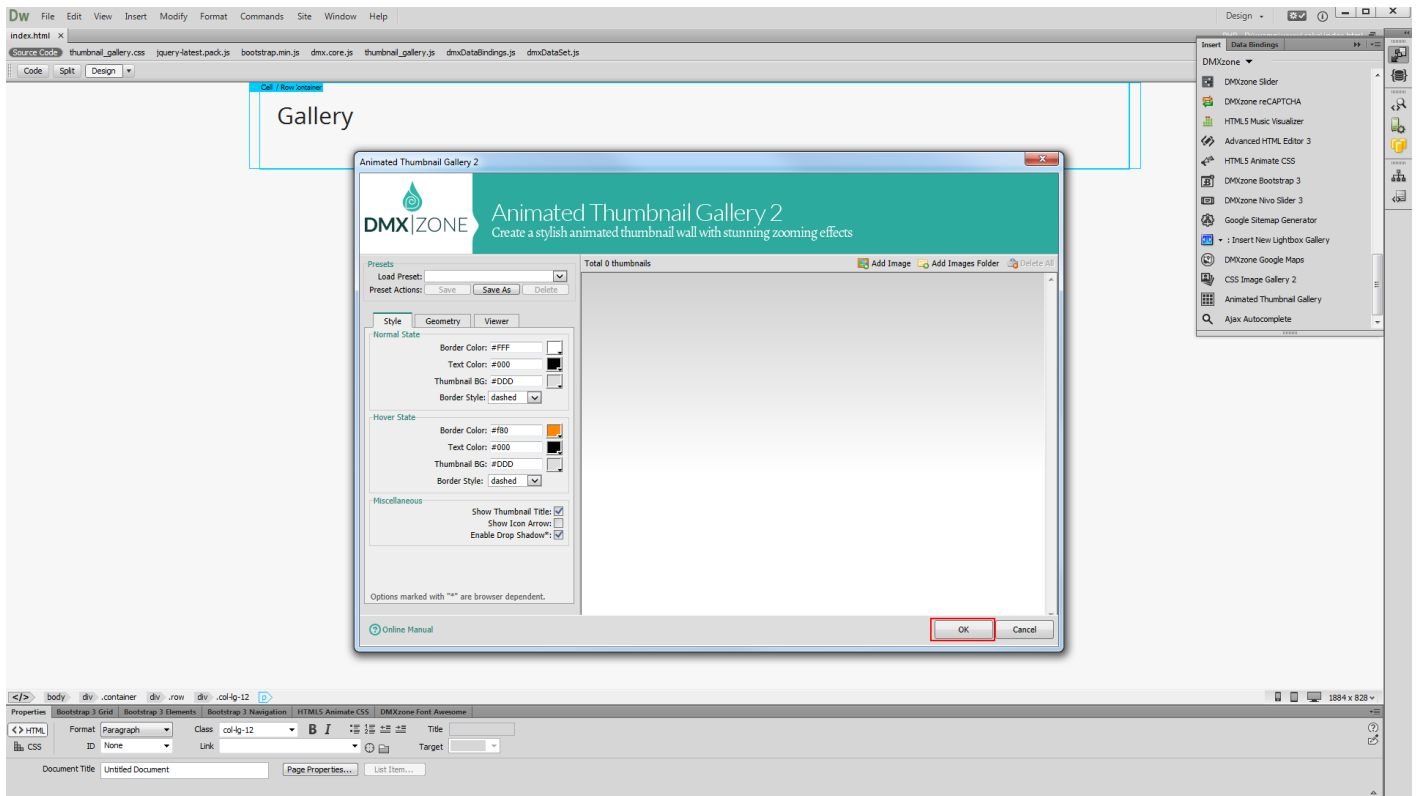 DW File Edit View Insert Modify Format Commands Site Window Help Design
index.html ×
Source Code thumbnail_gallery.css jquery-latest.pack.js bootstrap.min.js dmx.core.js thumbnail_gallery.js dmxDataBindings.js dmxDataSet.js
Code Split Design
Cell / Row
Gallery
Insert Data Bindings
DMXzone
DMXzone Slider
DMXzone reCAPTCHA
HTML5 Music Visualizer
Advanced HTML Editor 3
HTML5 Animate CSS
DMXzone Bootstrap 3
DMXzone Nivo Slider 3
Google Sitemap Generator
: Insert New Lightbox Gallery
DMXzone Google Maps
CSS Image Gallery 2
Animated Thumbnail Gallery
Ajax Autocomplete
Animated Thumbnail Gallery 2
DMX|ZONE
Animated Thumbnail Gallery 2
Create a stylish animated thumbnail wall with stunning zooming effects
Presets
Load Preset:
Preset Actions: Save Save As Delete
Total 0 thumbnails Add Image Add Images Folder Delete All
Style Geometry Viewer
Normal State
Border Color: #FFF
Text Color: #000
Thumbnail BG: #DDD
Border Style: dashed
Hover State
Border Color: #f80
Text Color: #000
Thumbnail BG: #DDD
Border Style: dashed
Miscellaneous
Show Thumbnail Title:
Show Icon Arrow:
Enable Drop Shadow*:
Options marked with "*" are browser dependent.
Online Manual
OK Cancel
</> body div .container div .row div .col-lg-12 p 1884 x 828
Properties Bootstrap 3 Grid Bootstrap 3 Elements Bootstrap 3 Navigation HTML5 Animate CSS DMXzone Font Awesome
<> HTML Format Paragraph Class col-lg-12 B I Title
CSS ID None Link Target
Document Title Untitled Document Page Properties... List Item...